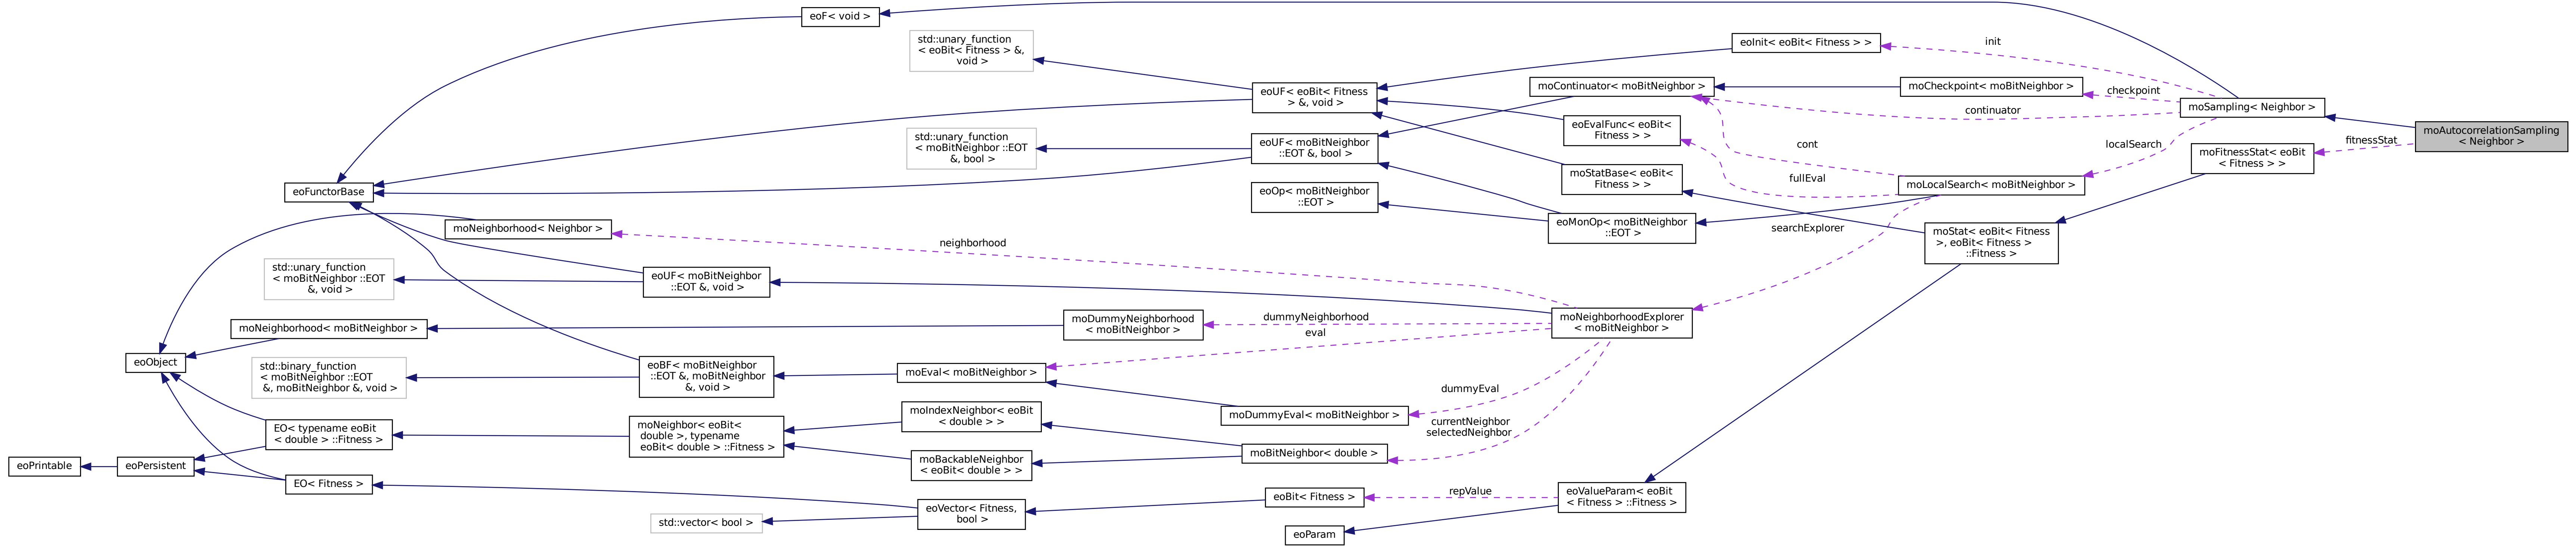 eoF< void >
std::unary_function
< eoBit< Fitness > &,
void >
eoInit< eoBit< Fitness > >
init
eoUF< eoBit< Fitness
> &, void >
moContinuator< moBitNeighbor >
moCheckpoint< moBitNeighbor >
checkpoint
continuator
moSampling< Neighbor >
moAutocorrelationSampling
< Neighbor >
eoEvalFunc< eoBit<
Fitness > >
std::unary_function
< moBitNeighbor ::EOT
&, bool >
eoUF< moBitNeighbor
::EOT &, bool >
cont
localSearch
moFitnessStat< eoBit
< Fitness > >
fitnessStat
moStatBase< eoBit<
Fitness > >
fullEval
moLocalSearch< moBitNeighbor >
eoFunctorBase
eoOp< moBitNeighbor
::EOT >
moNeighborhood< Neighbor >
eoMonOp< moBitNeighbor
::EOT >
searchExplorer
moStat< eoBit< Fitness
>, eoBit< Fitness >
::Fitness >
neighborhood
std::unary_function
< moBitNeighbor ::EOT
&, void >
eoUF< moBitNeighbor
::EOT &, void >
moNeighborhood< moBitNeighbor >
moDummyNeighborhood
< moBitNeighbor >
dummyNeighborhood
eval
moNeighborhoodExplorer
< moBitNeighbor >
eoObject
std::binary_function
< moBitNeighbor ::EOT
&, moBitNeighbor &, void >
eoBF< moBitNeighbor
::EOT &, moBitNeighbor
&, void >
moEval< moBitNeighbor >
dummyEval
moDummyEval< moBitNeighbor >
moIndexNeighbor< eoBit
< double > >
currentNeighbor
selectedNeighbor
EO< typename eoBit
< double > ::Fitness >
moNeighbor< eoBit<
double >, typename
eoBit< double > ::Fitness >
moBitNeighbor< double >
moBackableNeighbor
< eoBit< double > >
eoPrintable
eoPersistent
EO< Fitness >
eoVector< Fitness,
bool >
std::vector< bool >
eoBit< Fitness >
repValue
eoValueParam< eoBit
< Fitness > ::Fitness >
eoParam